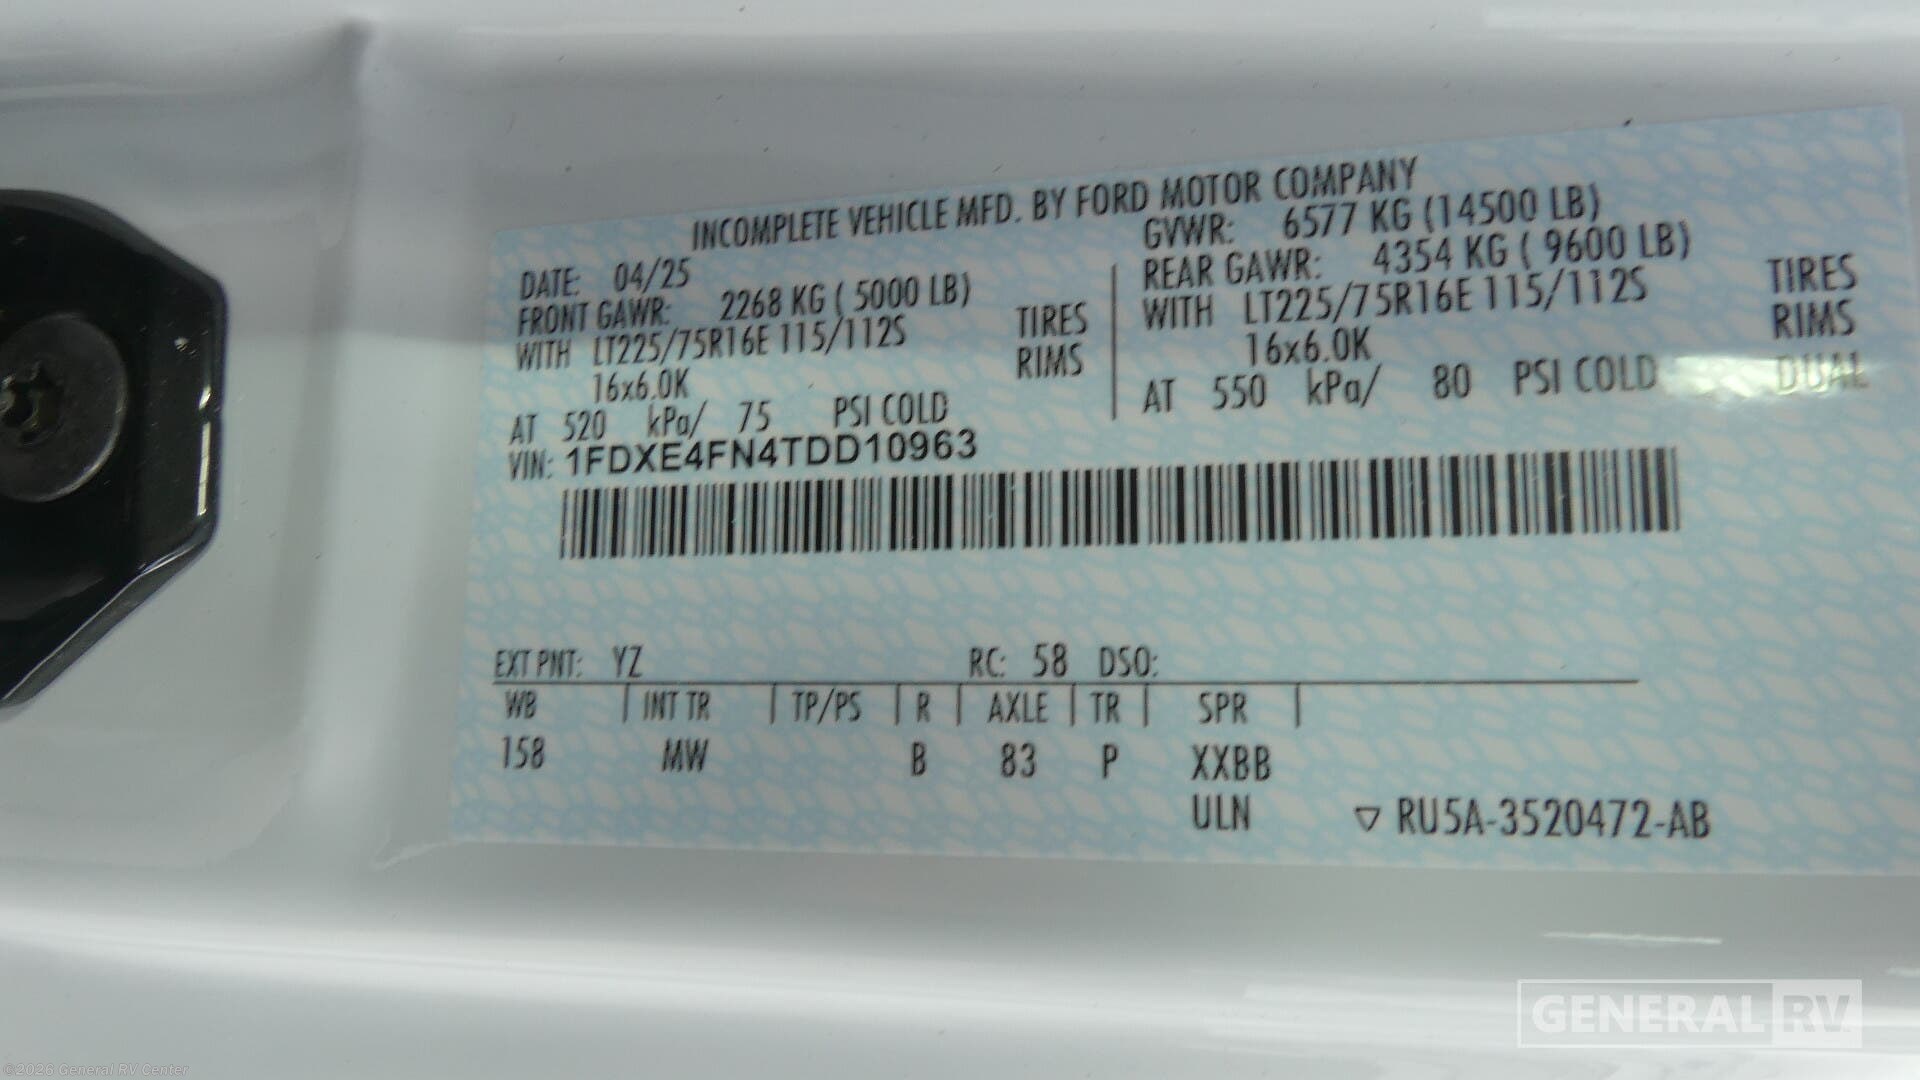 INCOMPLETE VEHICLE MFD. BY FORD MOTOR COMPANY
DATE: 04/25
GVWR: 6577 KG (14500 LB)
FRONT GAWR: 2268 KG ( 5000 LB)
REAR GAWR: 4354 KG ( 9600 LB)
WITH LT225/75R16E 115/112S TIRES
WITH LT225/75R16E 115/112S TIRES
16x6.0K RIMS
16x6.0K RIMS
AT 520 kPa/ 75 PSI COLD
AT 550 kPa/ 80 PSI COLD DUAL
VIN: 1FDXE4FN4TDD10963
EXT PNT: YZ RC: 58 DSO:
WB | INT TR | TP/PS | R | AXLE | TR | SPR |
158 MW B 83 P XXBB
ULN ▽ RU5A-3520472-AB
GENERAL RV
©2026 General RV Center